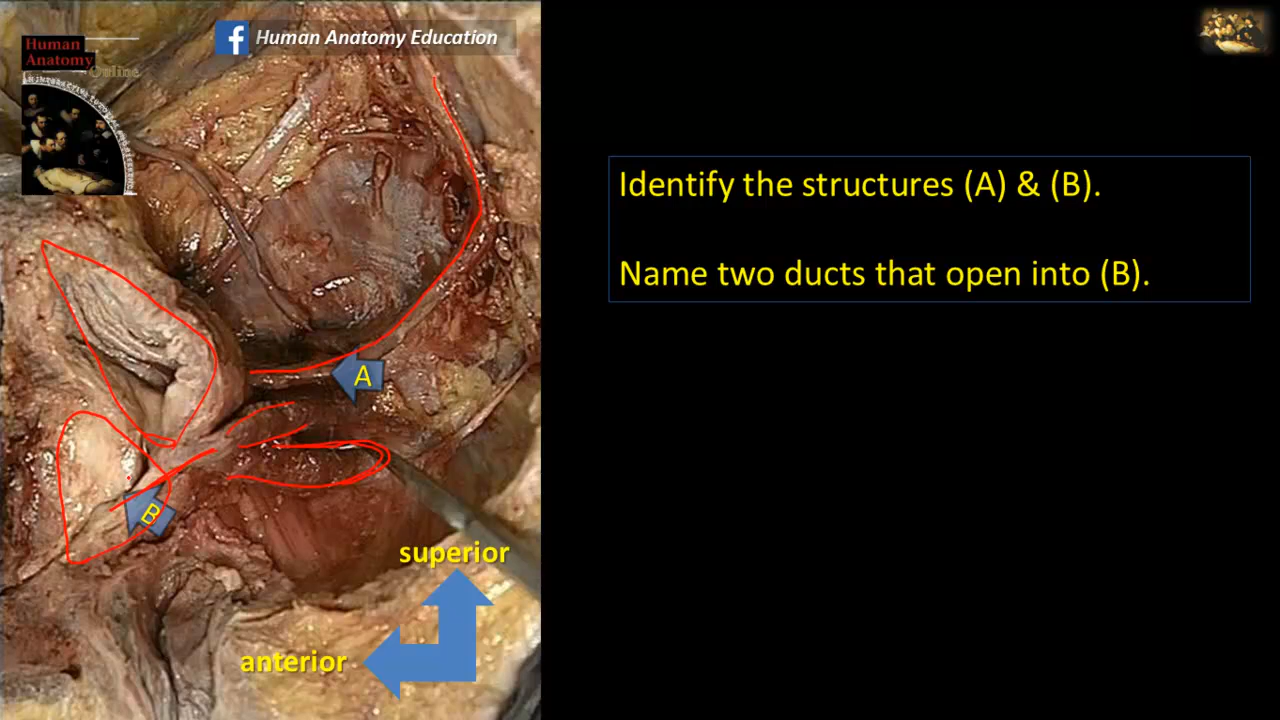 Human Anatomy Education
Human
Anatomy
Online
Identify the structures (A) & (B).
Name two ducts that open into (B).
A
B
superior
anterior